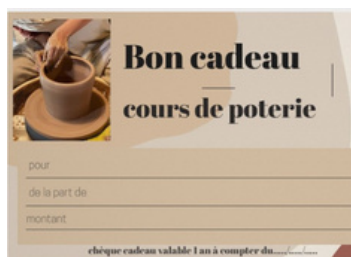 Bon cadeau
cours de poterie
pour
de la part de
montant
chèque cadeau valable 1 an à compter du